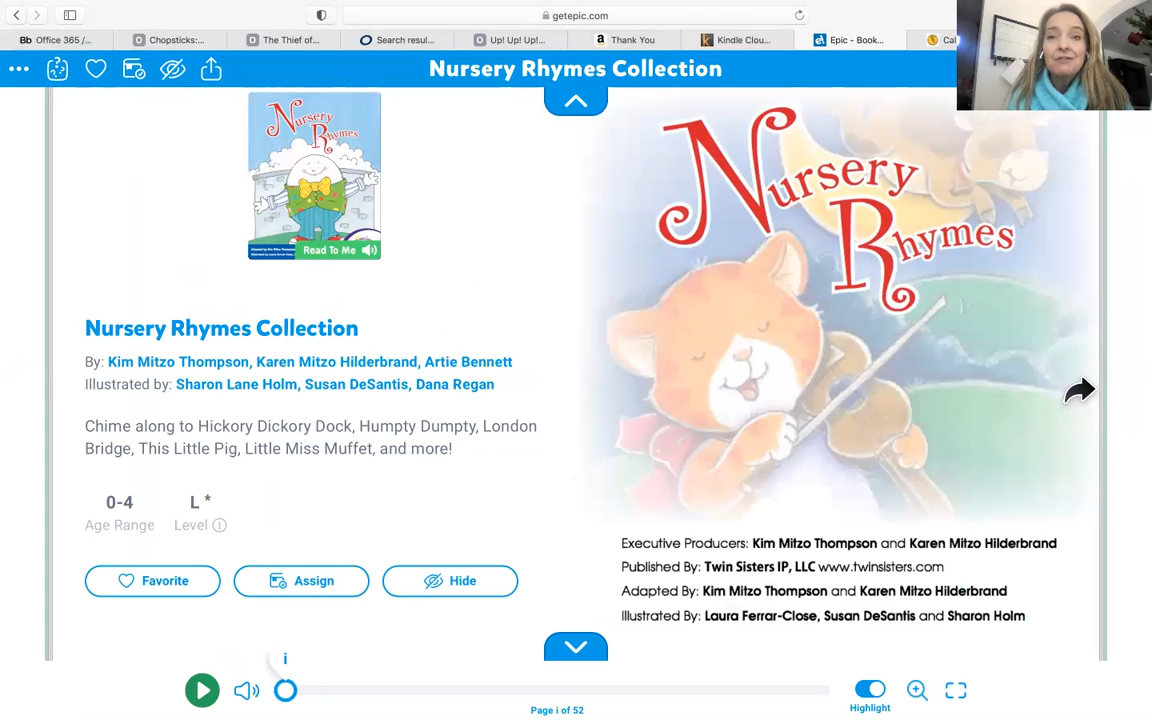 getepic.com
Bb Office 365 /...
Chopsticks:...
The Thief of...
Search resul...
Up! Up! Up!...
a Thank You
Kindle Clou...
Epic - Book...
Cal
Nursery Rhymes Collection
Nursery
Rhymes
Read To Me
Nursery Rhymes Collection
By: Kim Mitzo Thompson, Karen Mitzo Hilderbrand, Artie Bennett
Illustrated by: Sharon Lane Holm, Susan DeSantis, Dana Regan
Chime along to Hickory Dickory Dock, Humpty Dumpty, London
Bridge, This Little Pig, Little Miss Muffet, and more!
0-4
L *
Age Range
Level
Favorite
Assign
Hide
Nursery
Rhymes
Executive Producers: Kim Mitzo Thompson and Karen Mitzo Hilderbrand
Published By: Twin Sisters IP, LLC www.twinsisters.com
Adapted By: Kim Mitzo Thompson and Karen Mitzo Hilderbrand
Illustrated By: Laura Ferrar-Close, Susan DeSantis and Sharon Holm
i
Page i of 52
Highlight